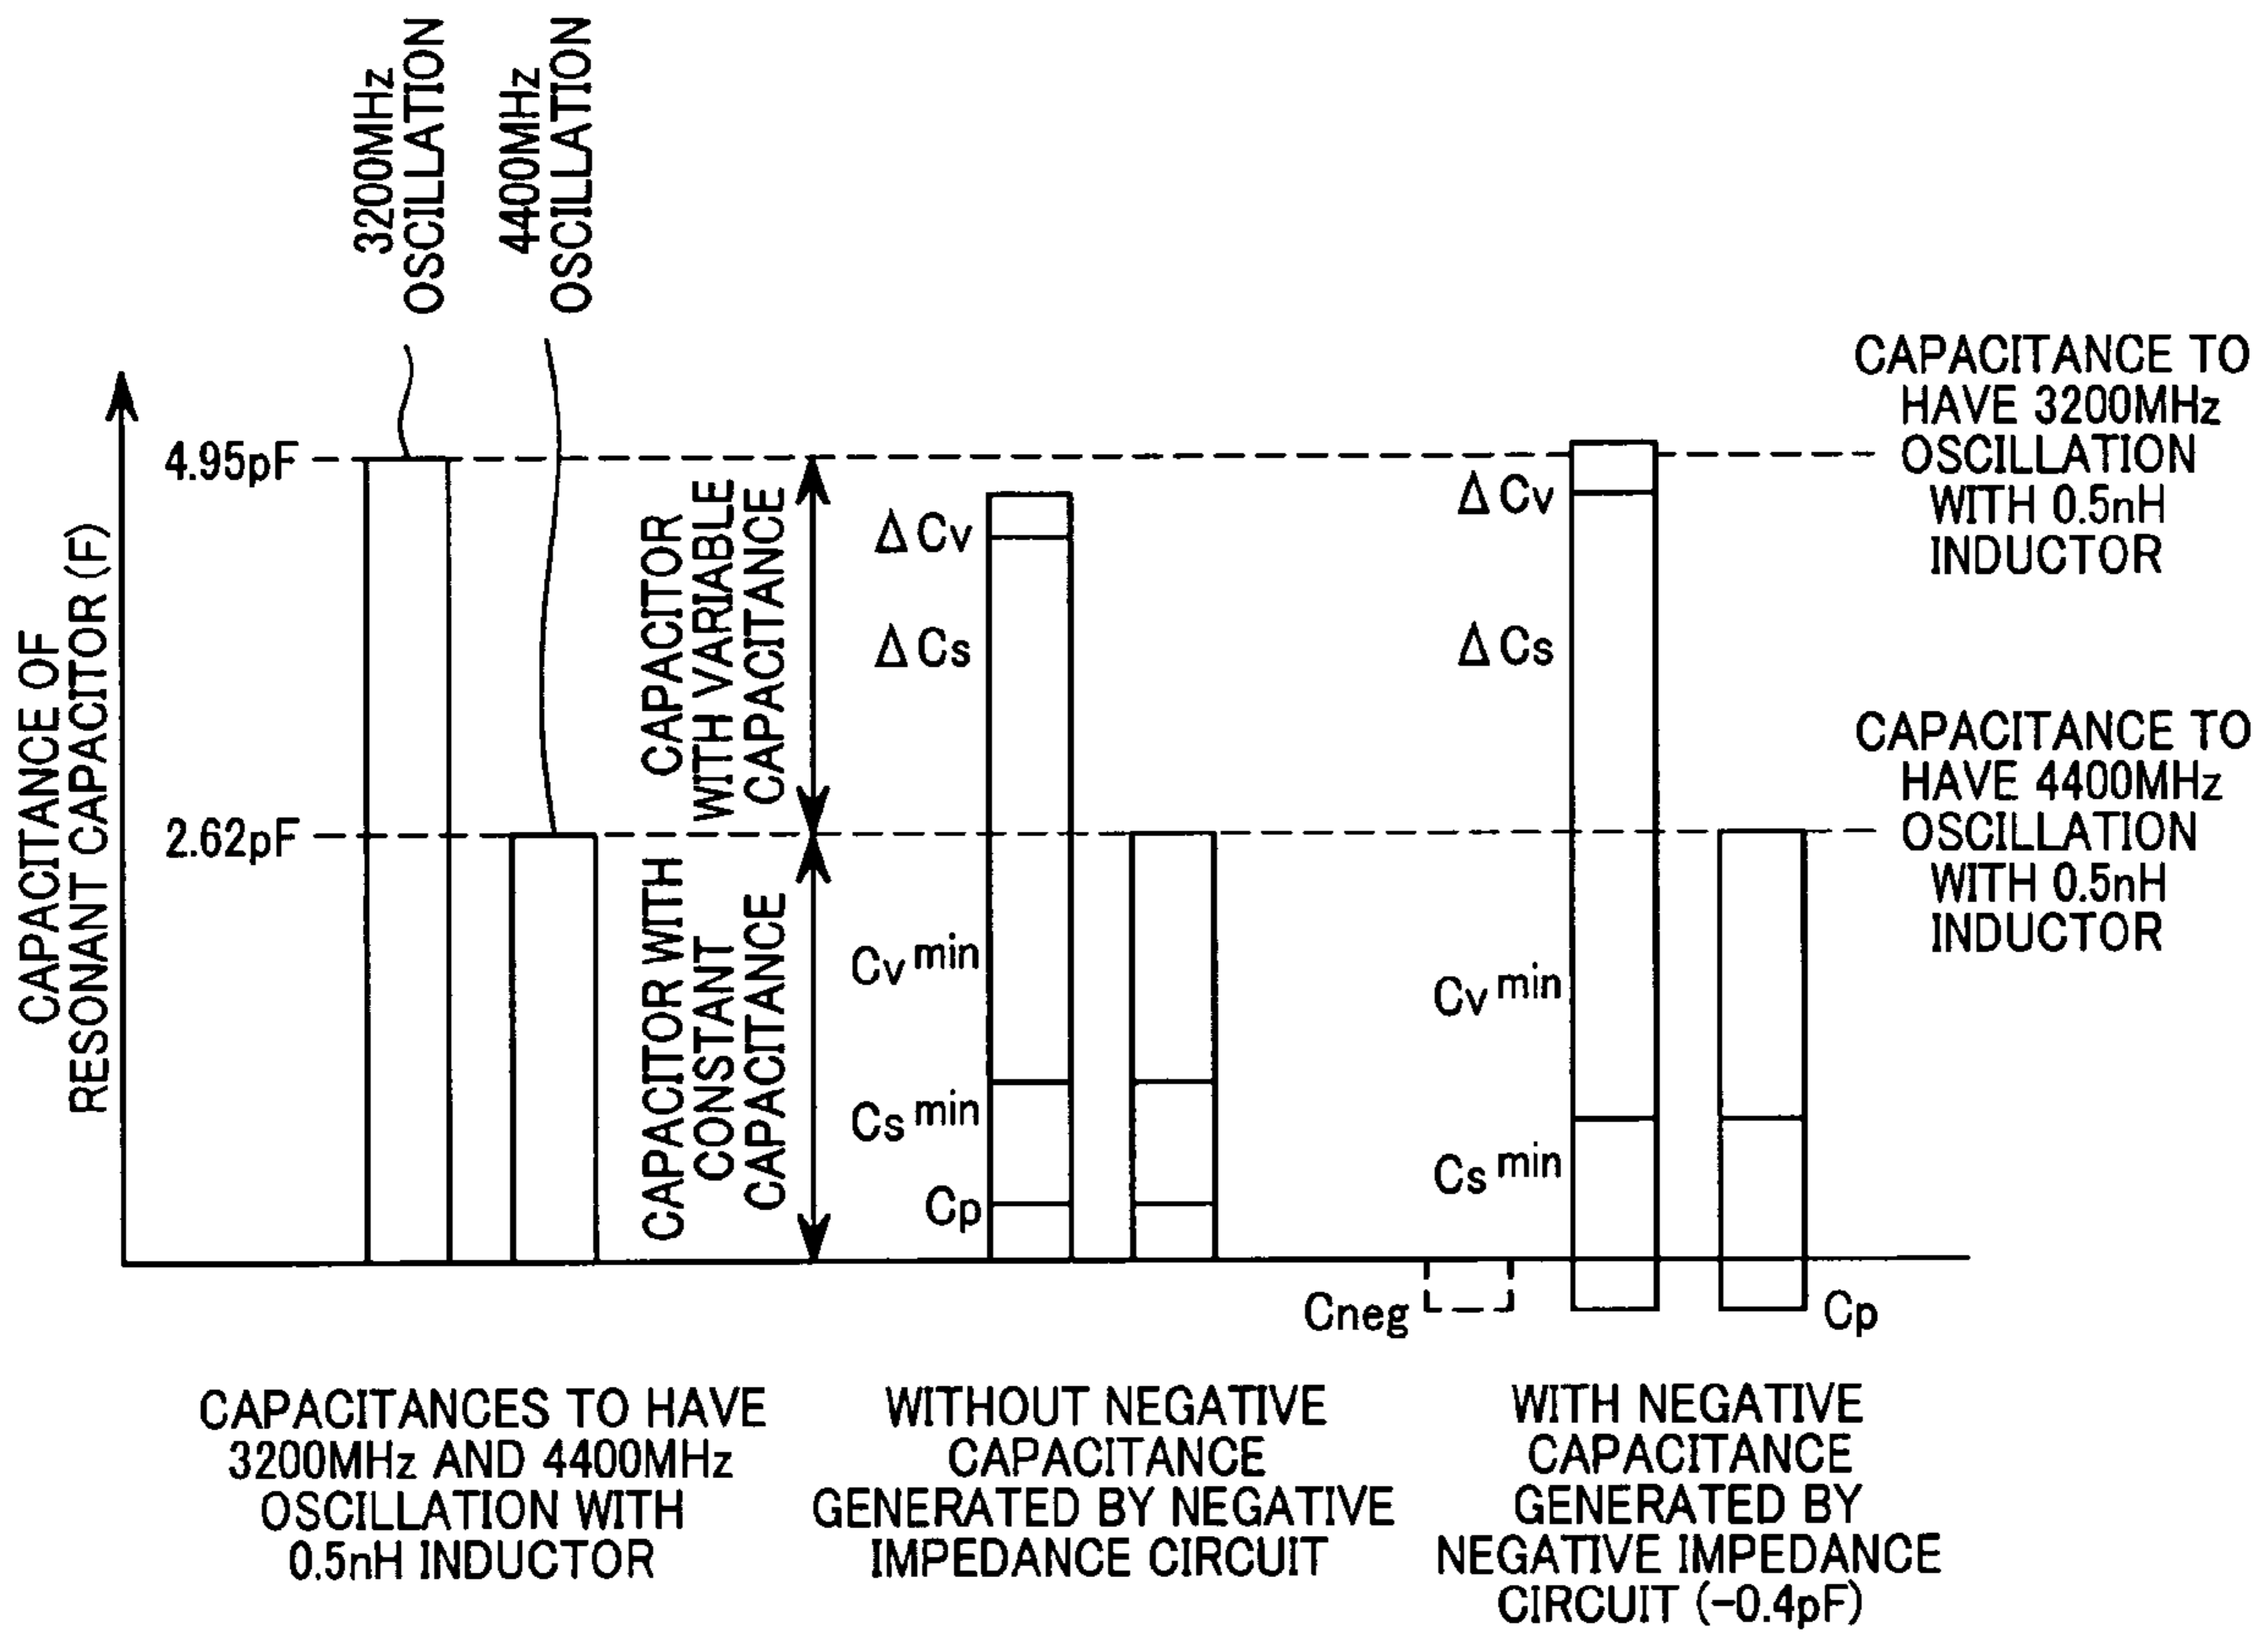 3200MHz
OSCILLATION
4400MHz
OSCILLATION
CAPACITANCE OF
RESONANT CAPACITOR (F)
4.95pF
2.62pF
CAPACITOR
WITH VARIABLE
CAPACITANCE
CAPACITOR WITH
CONSTANT
CAPACITANCE
ΔCv
ΔCs
Cv min
Cs min
Cp
ΔCv
ΔCs
Cv min
Cs min
Cneg
Cp
CAPACITANCE TO
HAVE 3200MHz
OSCILLATION
WITH 0.5nH
INDUCTOR
CAPACITANCE TO
HAVE 4400MHz
OSCILLATION
WITH 0.5nH
INDUCTOR
CAPACITANCES TO HAVE
3200MHz AND 4400MHz
OSCILLATION WITH
0.5nH INDUCTOR
WITHOUT NEGATIVE
CAPACITANCE
GENERATED BY NEGATIVE
IMPEDANCE CIRCUIT
WITH NEGATIVE
CAPACITANCE
GENERATED BY
NEGATIVE IMPEDANCE
CIRCUIT (−0.4pF)